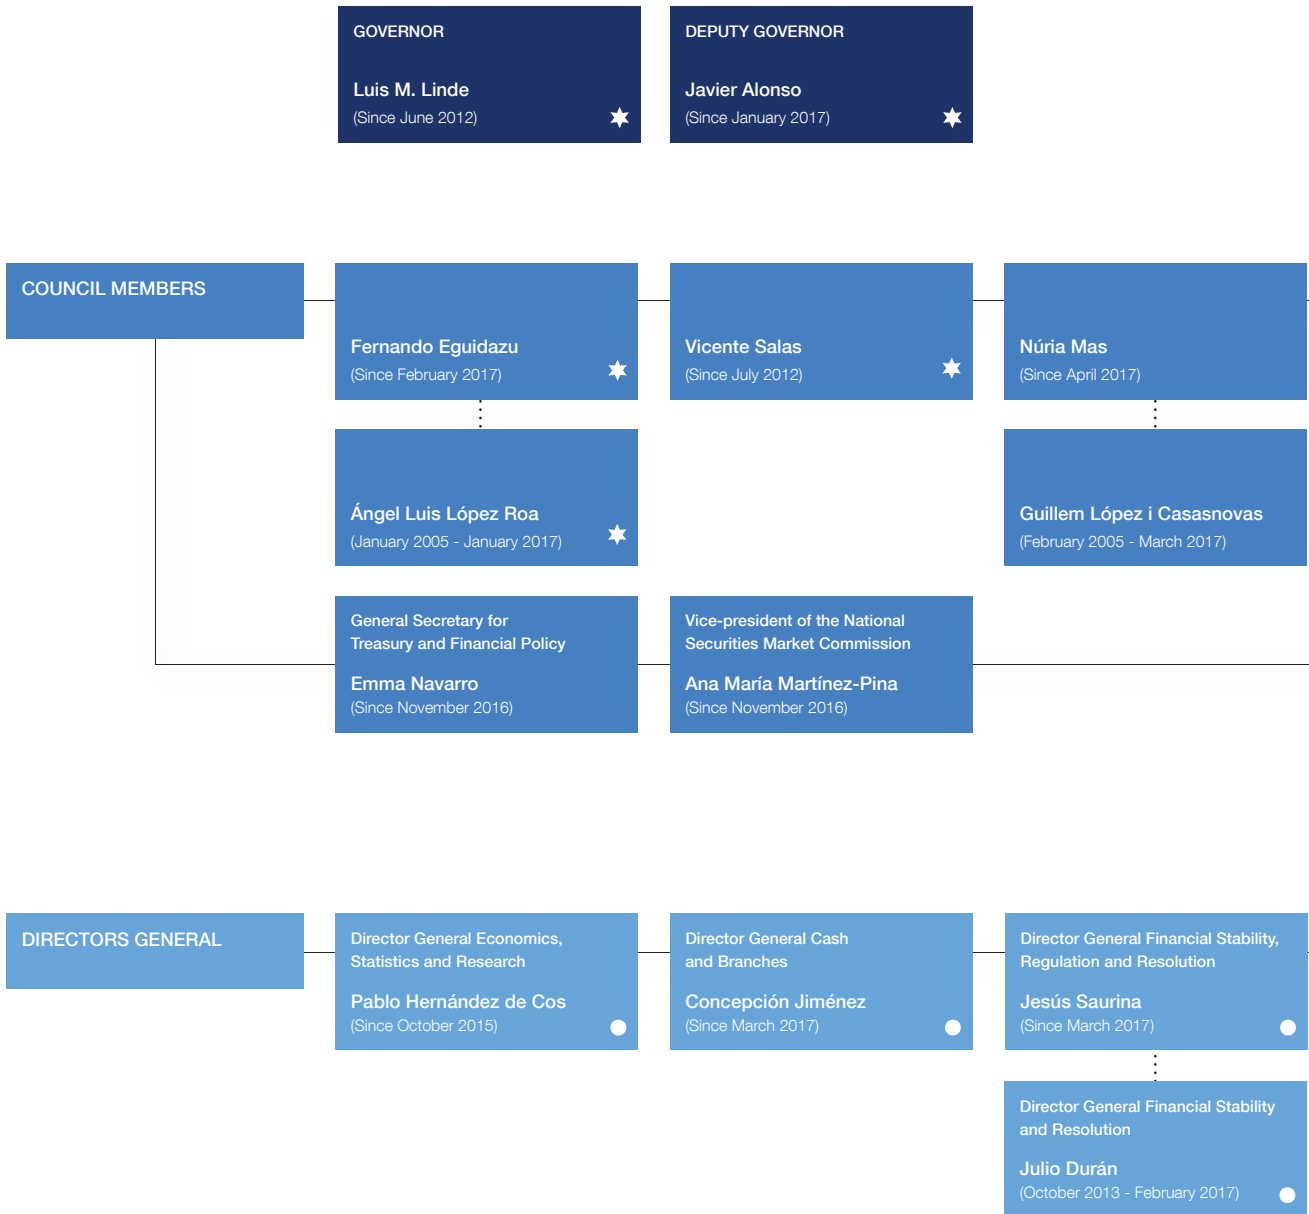 GOVERNOR
Luis M. Linde
(Since June 2012)
DEPUTY GOVERNOR
Javier Alonso
(Since January 2017)
COUNCIL MEMBERS
Fernando Eguidazu
(Since February 2017)
Vicente Salas
(Since July 2012)
Núria Mas
(Since April 2017)
Ángel Luis López Roa
(January 2005 - January 2017)
Guillem López i Casasnovas
(February 2005 - March 2017)
General Secretary for
Treasury and Financial Policy
Emma Navarro
(Since November 2016)
Vice-president of the National
Securities Market Commission
Ana María Martínez-Pina
(Since November 2016)
DIRECTORS GENERAL
Director General Economics,
Statistics and Research
Pablo Hernández de Cos
(Since October 2015)
Director General Cash
and Branches
Concepción Jiménez
(Since March 2017)
Director General Financial Stability,
Regulation and Resolution
Jesús Saurina
(Since March 2017)
Director General Financial Stability
and Resolution
Julio Durán
(October 2013 - February 2017)